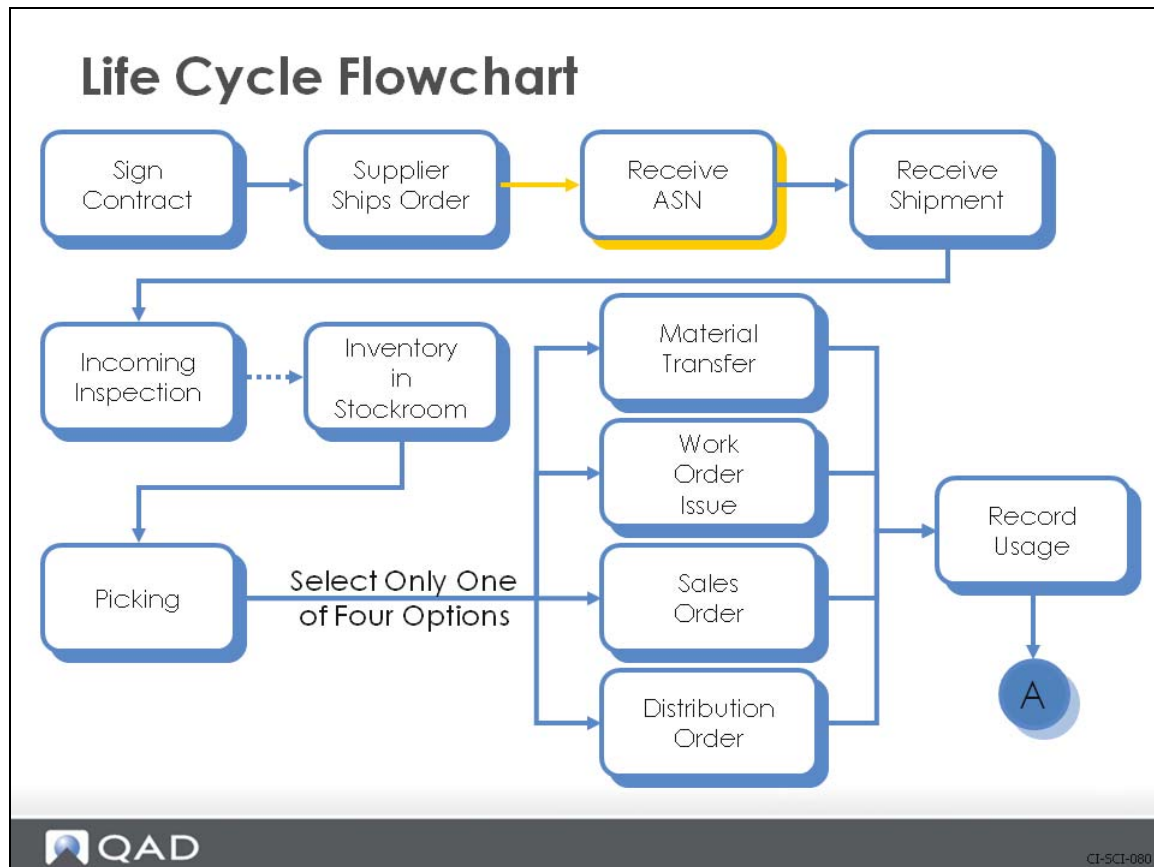 Life Cycle Flowchart
Sign
Contract
Supplier
Ships Order
Receive
ASN
Receive
Shipment
Incoming
Inspection
Inventory
in
Stockroom
Material
Transfer
Work
Order
Issue
Record
Usage
Picking
Select Only One
of Four Options
Sales
Order
Distribution
Order
A
QAD
CI-SCI-080